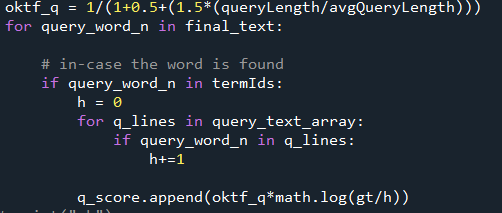 oktf_q = 1/(1+0.5+(1.5*(queryLength/avgQueryLength)))
for query_word_n in final_text:
# in-case the word is found
if query_word_n in termIds:
h = 0
for q_lines in query_text_array:
if query_word_n in q_lines:
h+=1
q_score.append(oktf_q*math.log(gt/h))